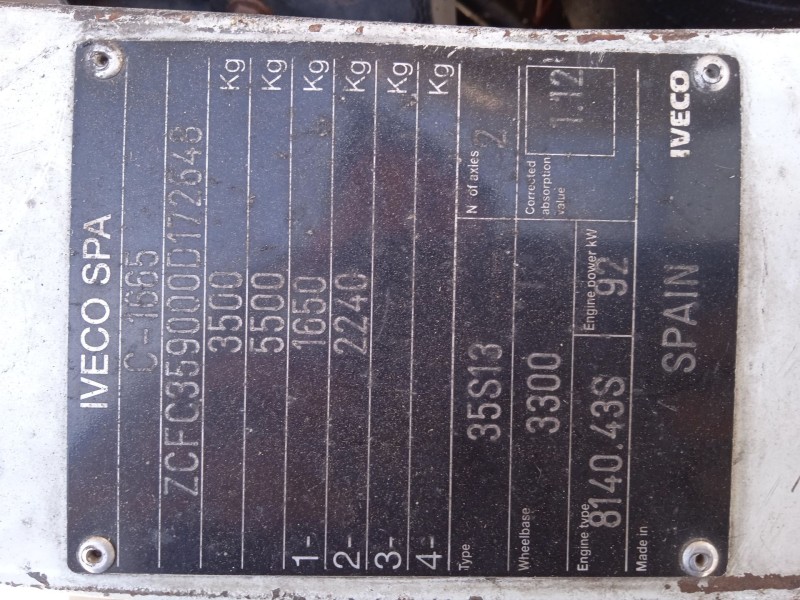 IVECO SPA
C-1665
ZCFC359000D172648
3500 Kg
5500 Kg
1- 1650 Kg
2- 2240 Kg
3- Kg
4- Kg
Type 35S13 N° of axles 2
Wheelbase 3300 Corrected absorption value 1.12
Engine type 8140.43S Engine power kW 92
Made in SPAIN IVECO